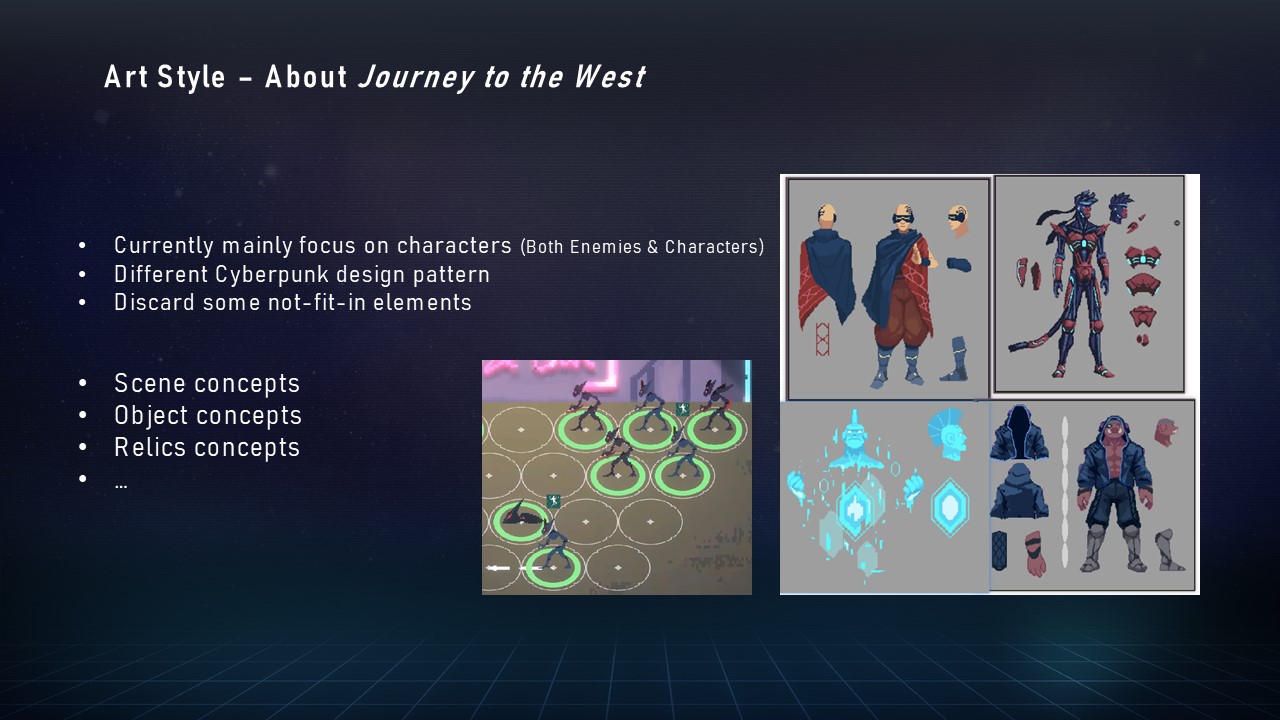 Art Style – About Journey to the West
• Currently mainly focus on characters (Both Enemies & Characters)
• Different Cyberpunk design pattern
• Discard some not-fit-in elements
• Scene concepts
• Object concepts
• Relics concepts
• …